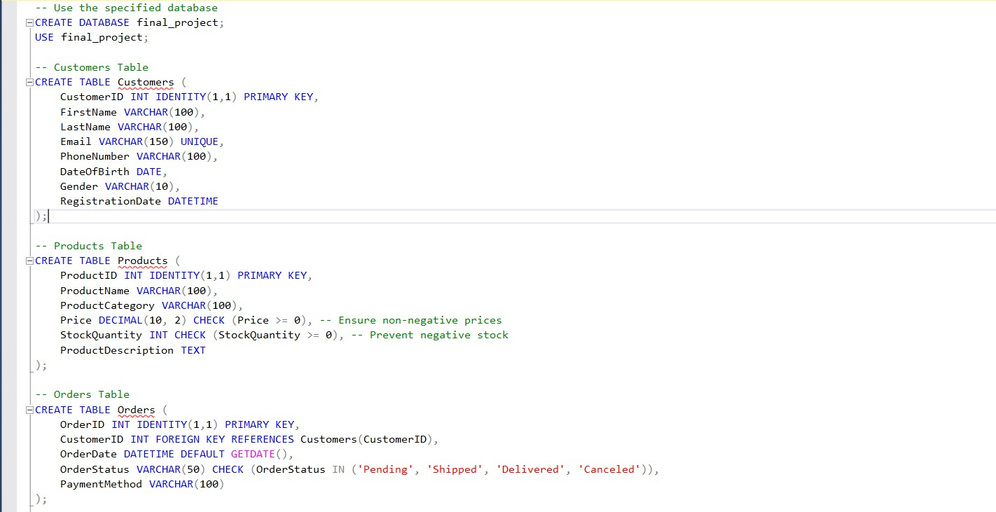 -- Use the specified database
CREATE DATABASE final_project;
USE final_project;
-- Customers Table
CREATE TABLE Customers (
CustomerID INT IDENTITY(1,1) PRIMARY KEY,
FirstName VARCHAR(100),
LastName VARCHAR(100),
Email VARCHAR(150) UNIQUE,
PhoneNumber VARCHAR(100),
DateOfBirth DATE,
Gender VARCHAR(10),
RegistrationDate DATETIME
);
-- Products Table
CREATE TABLE Products (
ProductID INT IDENTITY(1,1) PRIMARY KEY,
ProductName VARCHAR(100),
ProductCategory VARCHAR(100),
Price DECIMAL(10, 2) CHECK (Price >= 0), -- Ensure non-negative prices
StockQuantity INT CHECK (StockQuantity >= 0), -- Prevent negative stock
ProductDescription TEXT
);
-- Orders Table
CREATE TABLE Orders (
OrderID INT IDENTITY(1,1) PRIMARY KEY,
CustomerID INT FOREIGN KEY REFERENCES Customers(CustomerID),
OrderDate DATETIME DEFAULT GETDATE(),
OrderStatus VARCHAR(50) CHECK (OrderStatus IN ('Pending', 'Shipped', 'Delivered', 'Canceled')),
PaymentMethod VARCHAR(100)
);